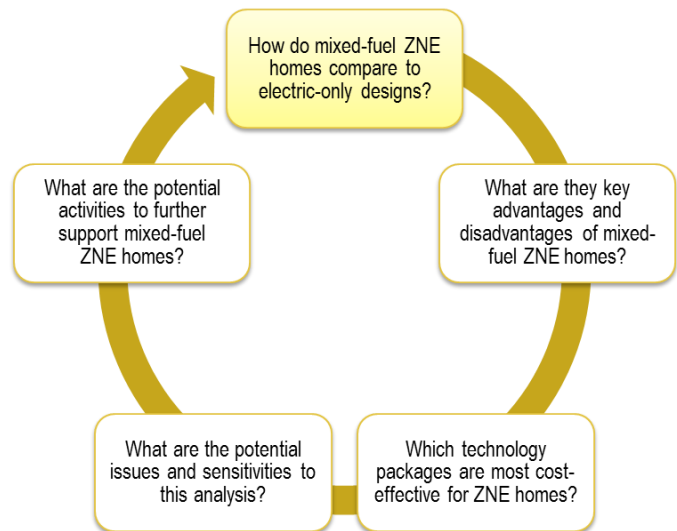 How do mixed-fuel ZNE
homes compare to
electric-only designs?
What are they key
advantages and
disadvantages of mixed-
fuel ZNE homes?
Which technology
packages are most cost-
effective for ZNE homes?
What are the potential
issues and sensitivities to
this analysis?
What are the potential
activities to further
support mixed-fuel
ZNE homes?